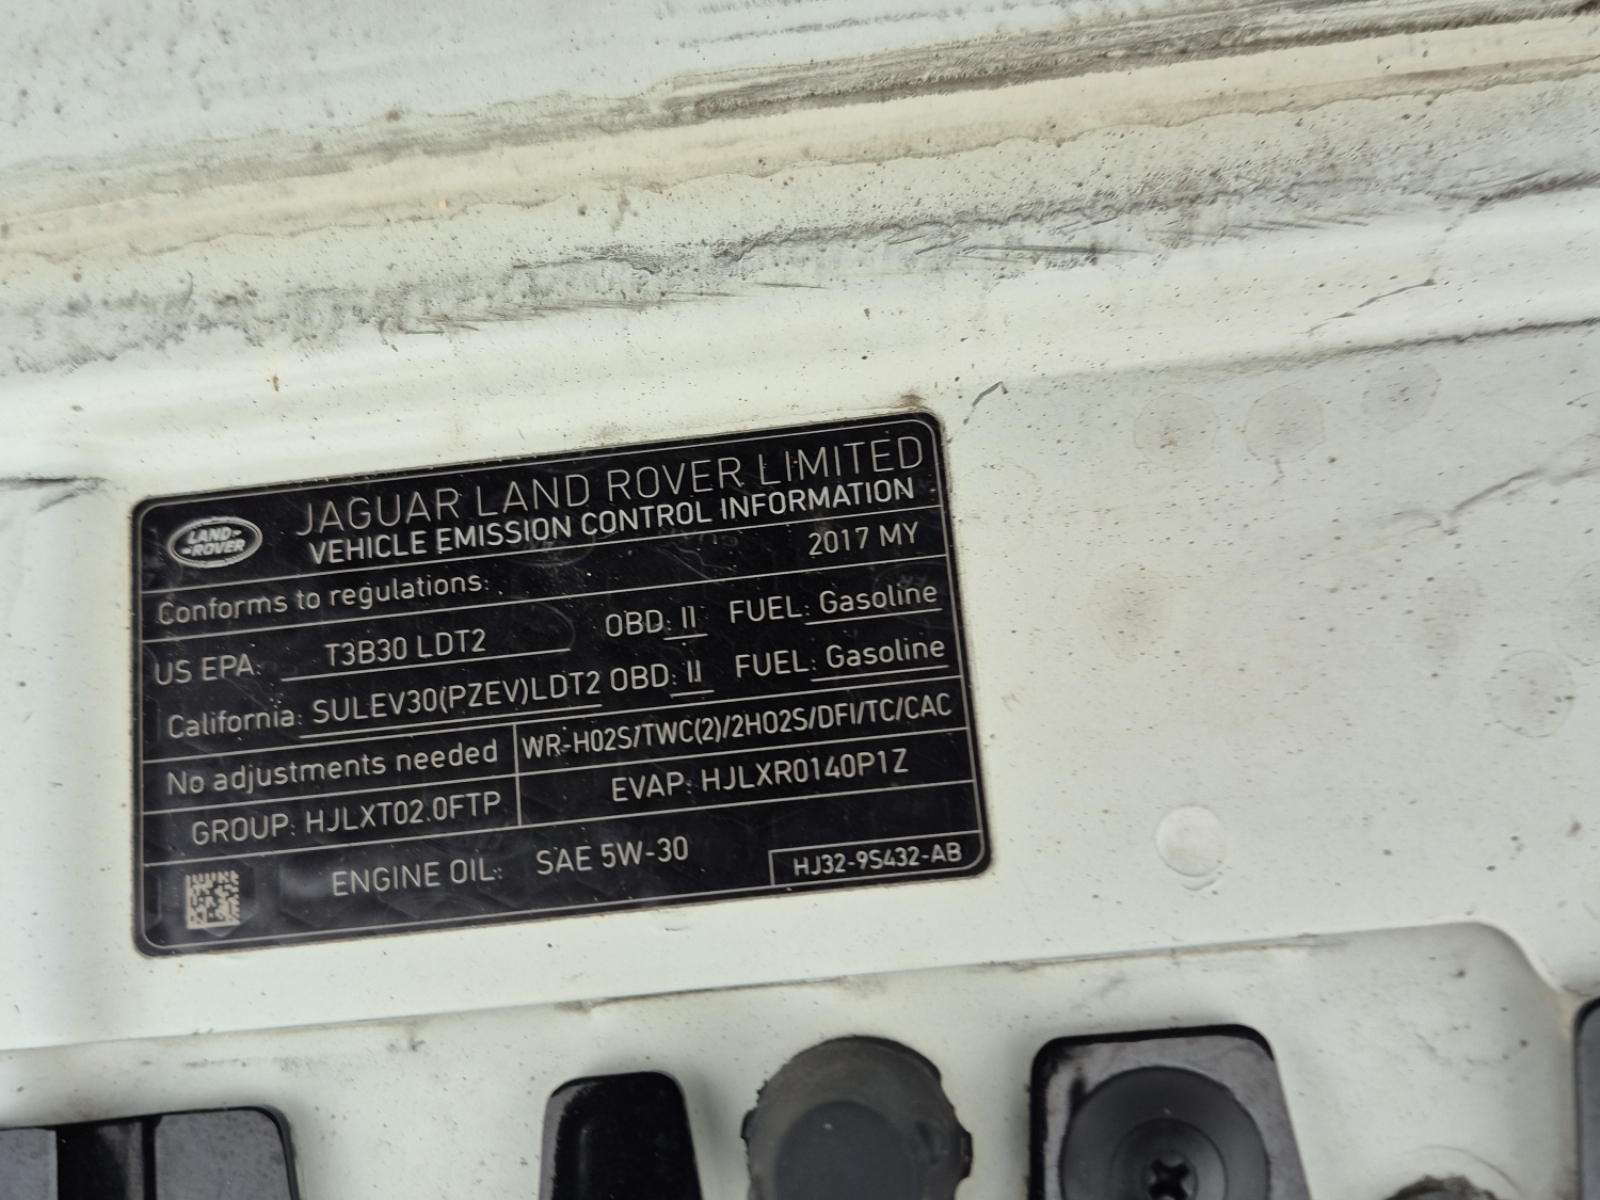 LAND-
-ROVER
JAGUAR LAND ROVER LIMITED
VEHICLE EMISSION CONTROL INFORMATION
Conforms to regulations: 2017 MY
US EPA: T3B30 LDT2 OBD: II FUEL: Gasoline
California: SULEV30(PZEV)LDT2 OBD: II FUEL: Gasoline
No adjustments needed WR-HO2S/TWC(2)/2HO2S/DFI/TC/CAC
GROUP: HJLXT02.0FTP EVAP: HJLXR0140P1Z
ENGINE OIL: SAE 5W-30
HJ32-9S432-AB